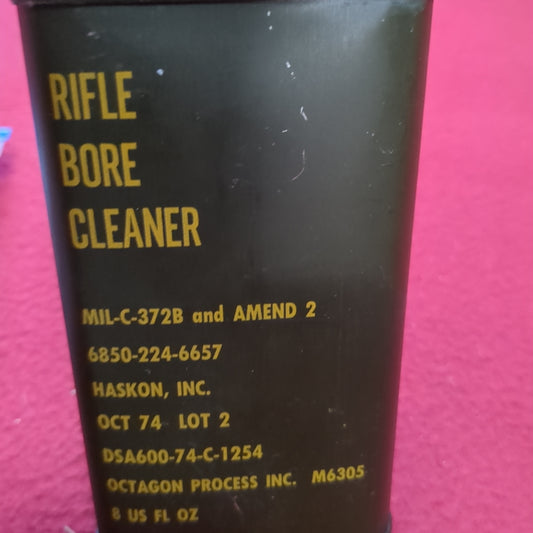 RIFLE
BORE
CLEANER
MIL-C-372B and AMEND 2
6850-224-6657
HASKON, INC.
OCT 74 LOT 2
DSA600-74-C-1254
OCTAGON PROCESS INC. M6305
8 US FL OZ